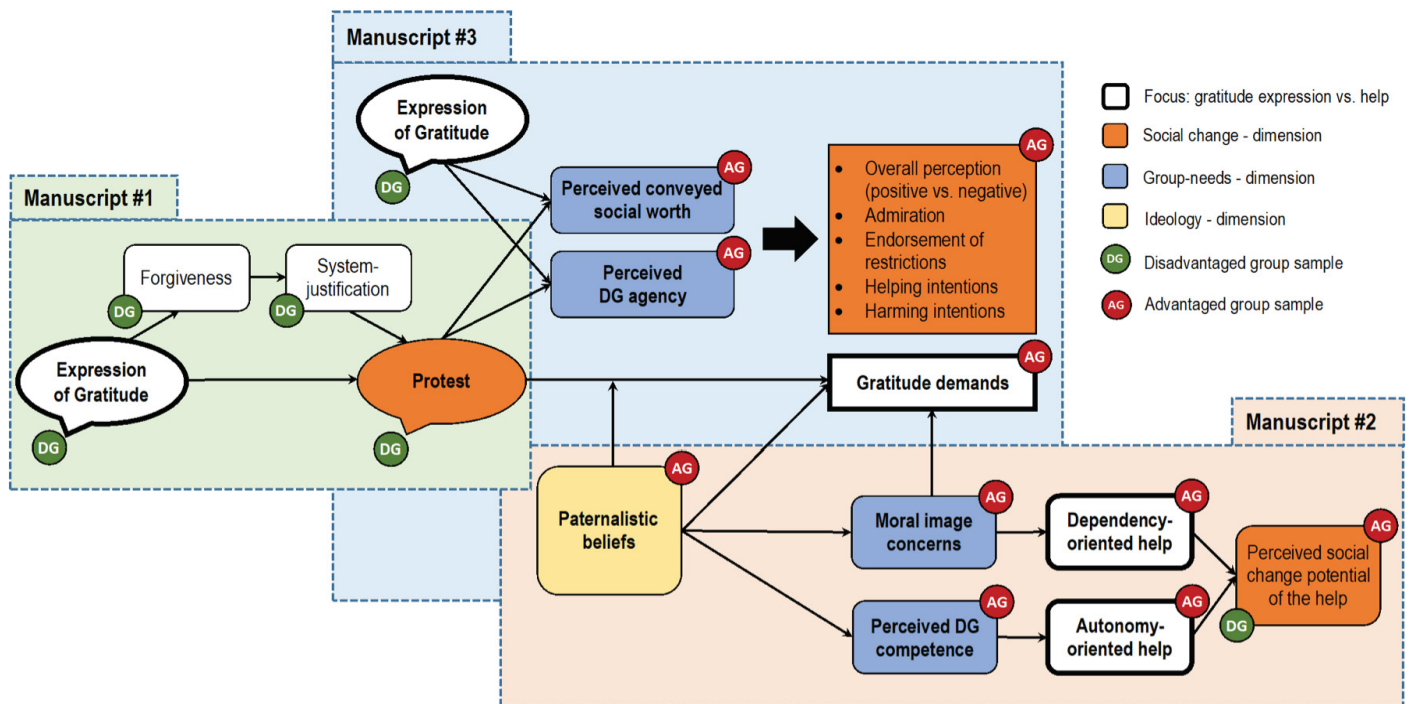 Manuscript #3
Expression
of Gratitude
DG
AG
Perceived conveyed
social worth
AG
Perceived
DG agency
AG
• Overall perception
(positive vs. negative)
• Admiration
• Endorsement of
restrictions
• Helping intentions
• Harming intentions
AG
Gratitude demands
Focus: gratitude expression vs. help
Social change - dimension
Group-needs - dimension
Ideology - dimension
DG Disadvantaged group sample
AG Advantaged group sample
Manuscript #1
Forgiveness
DG
System-
justification
DG
Expression
of Gratitude
DG
Protest
DG
Manuscript #2
AG
Paternalistic
beliefs
AG
Moral image
concerns
AG
Dependency-
oriented help
AG
Perceived DG
competence
AG
Autonomy-
oriented help
AG
Perceived social
change potential
of the help
DG